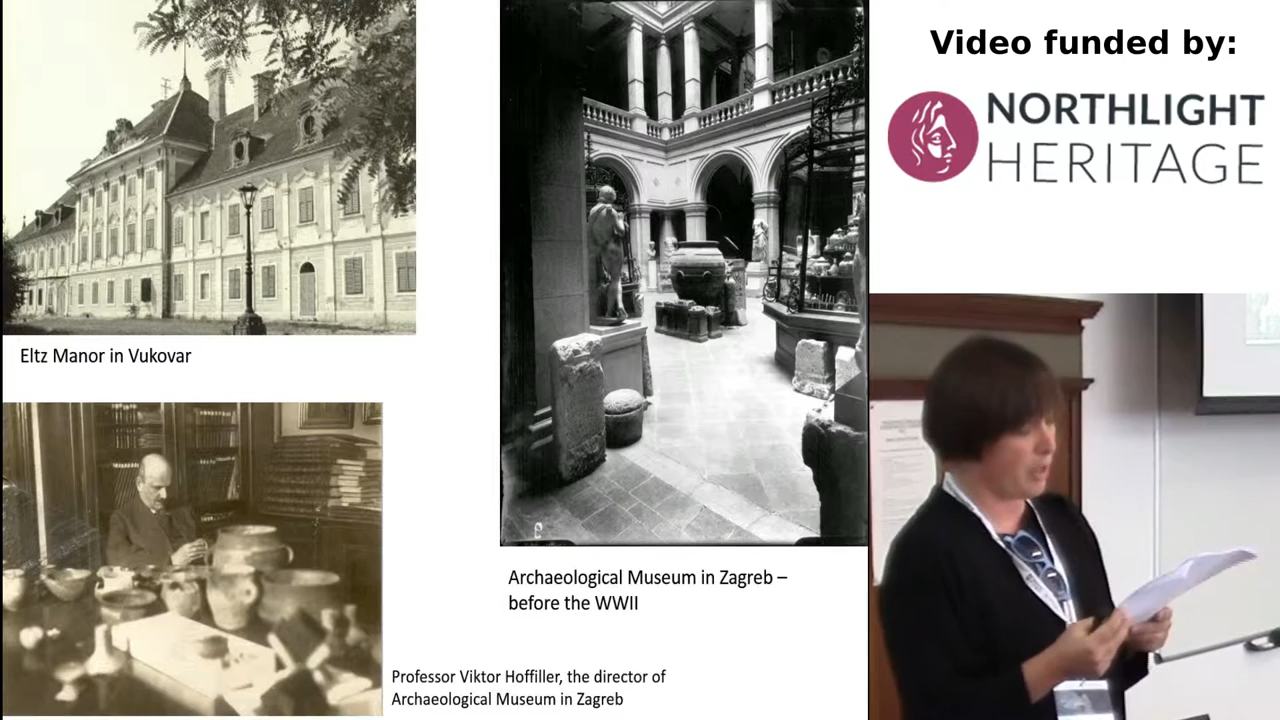 Video funded by:
NORTHLIGHT
HERITAGE
Eltz Manor in Vukovar
Archaeological Museum in Zagreb –
before the WWII
Professor Viktor Hoffiller, the director of
Archaeological Museum in Zagreb